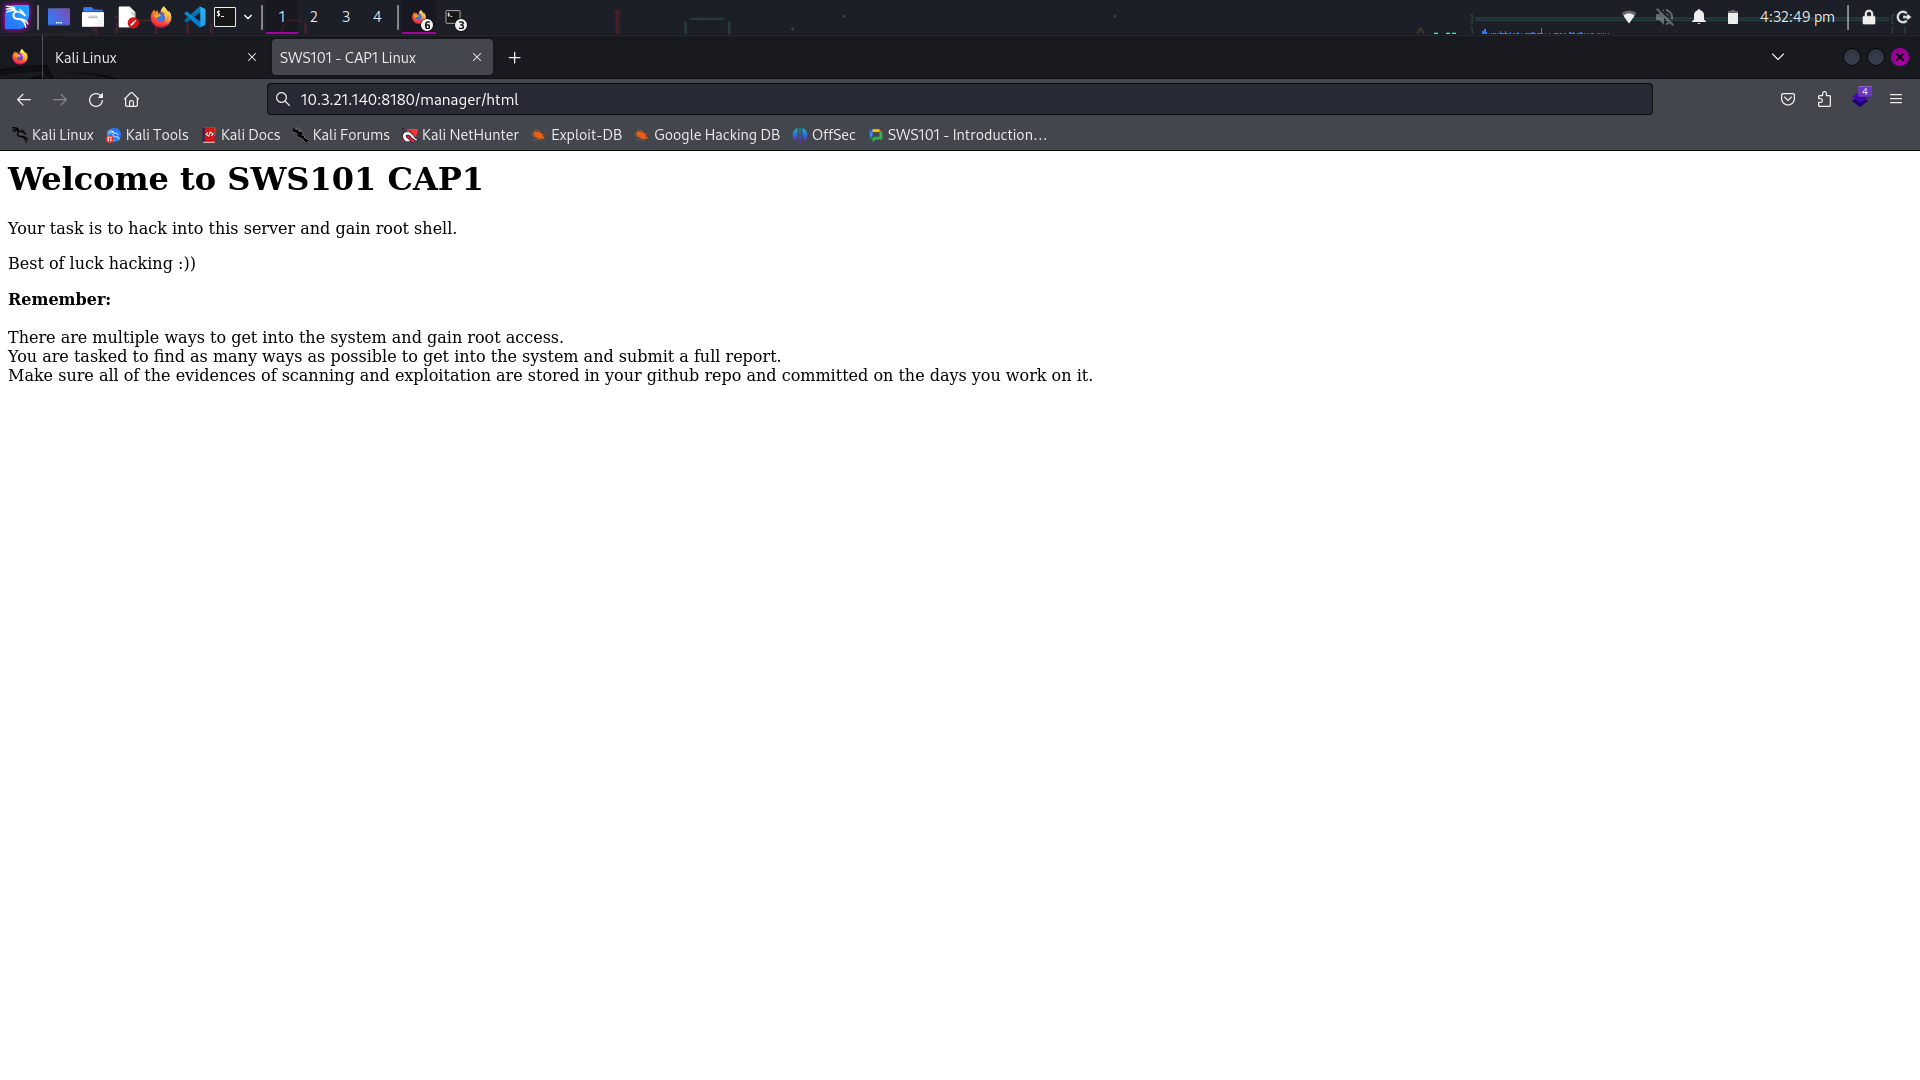 1 2 3 4 6 3 4:32:49 pm
Kali Linux SWS101 - CAP1 Linux
10.3.21.140:8180/manager/html 4
Kali Linux Kali Tools Kali Docs Kali Forums Kali NetHunter Exploit-DB Google Hacking DB OffSec SWS101 - Introduction…
Welcome to SWS101 CAP1
Your task is to hack into this server and gain root shell.
Best of luck hacking :))
Remember:
There are multiple ways to get into the system and gain root access.
You are tasked to find as many ways as possible to get into the system and submit a full report.
Make sure all of the evidences of scanning and exploitation are stored in your github repo and committed on the days you work on it.